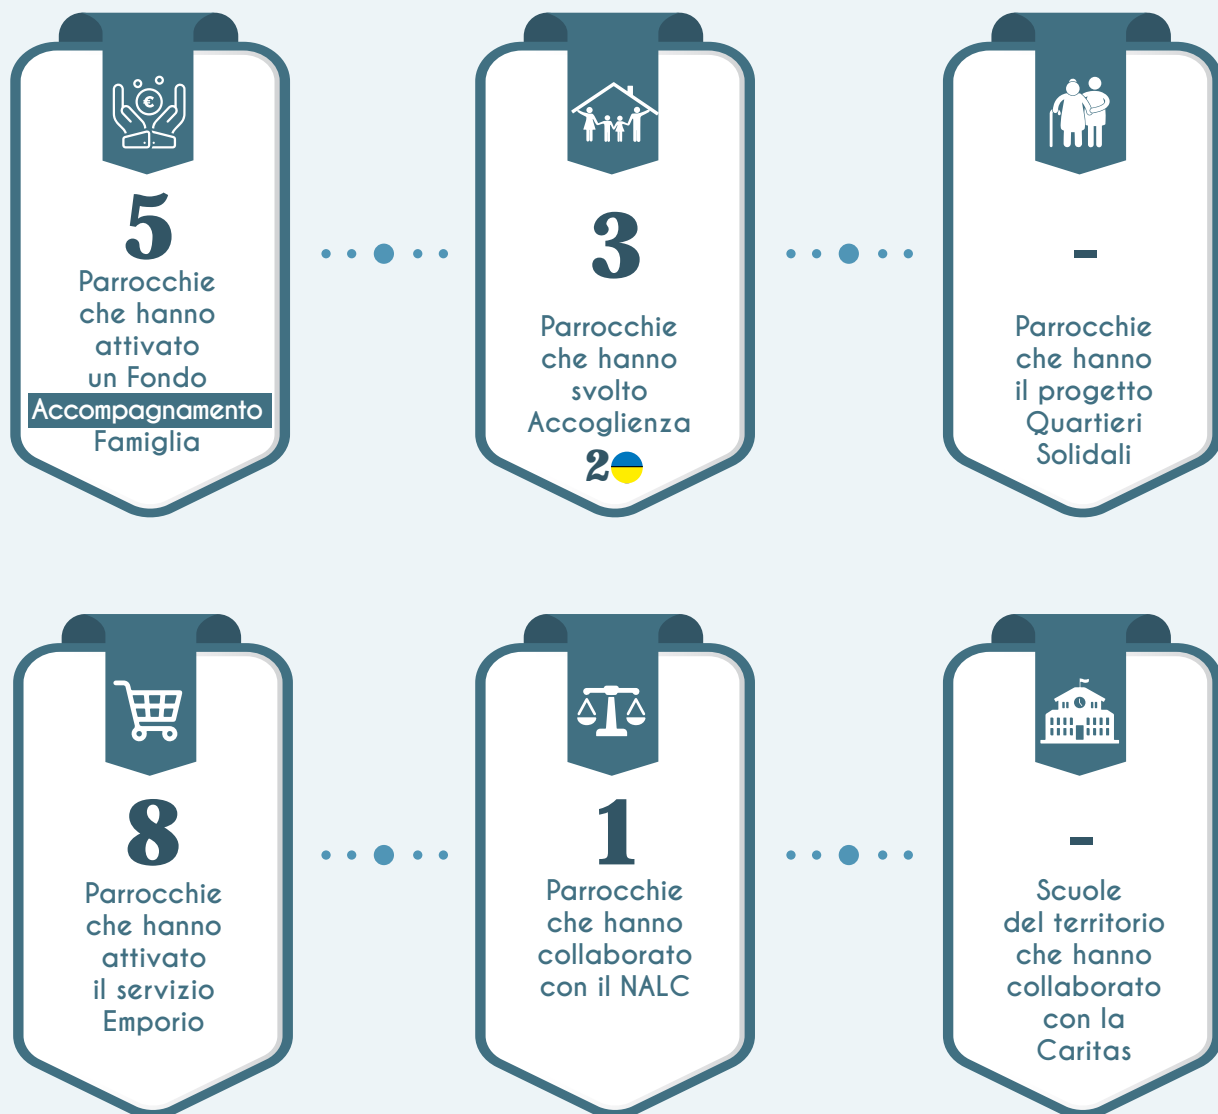 €
5
Parrocchie
che hanno
attivato
un Fondo
Accompagnamento
Famiglia
3
Parrocchie
che hanno
svolto
Accoglienza
2
-
Parrocchie
che hanno
il progetto
Quartieri
Solidali
8
Parrocchie
che hanno
attivato
il servizio
Emporio
1
Parrocchie
che hanno
collaborato
con il NALC
-
Scuole
del territorio
che hanno
collaborato
con la
Caritas